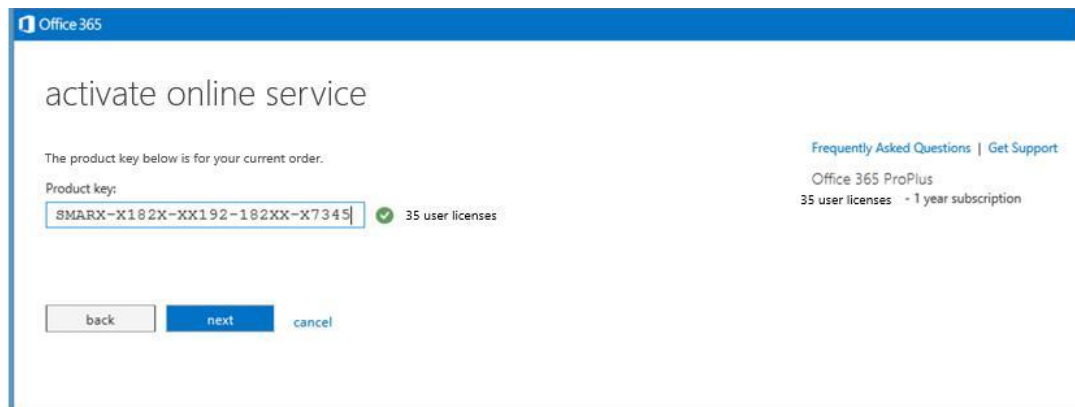 Office 365
activate online service
The product key below is for your current order.
Product key:
SMARX-X182X-XX192-182XX-X7345
35 user licenses
Frequently Asked Questions | Get Support
Office 365 ProPlus
35 user licenses - 1 year subscription
back next cancel